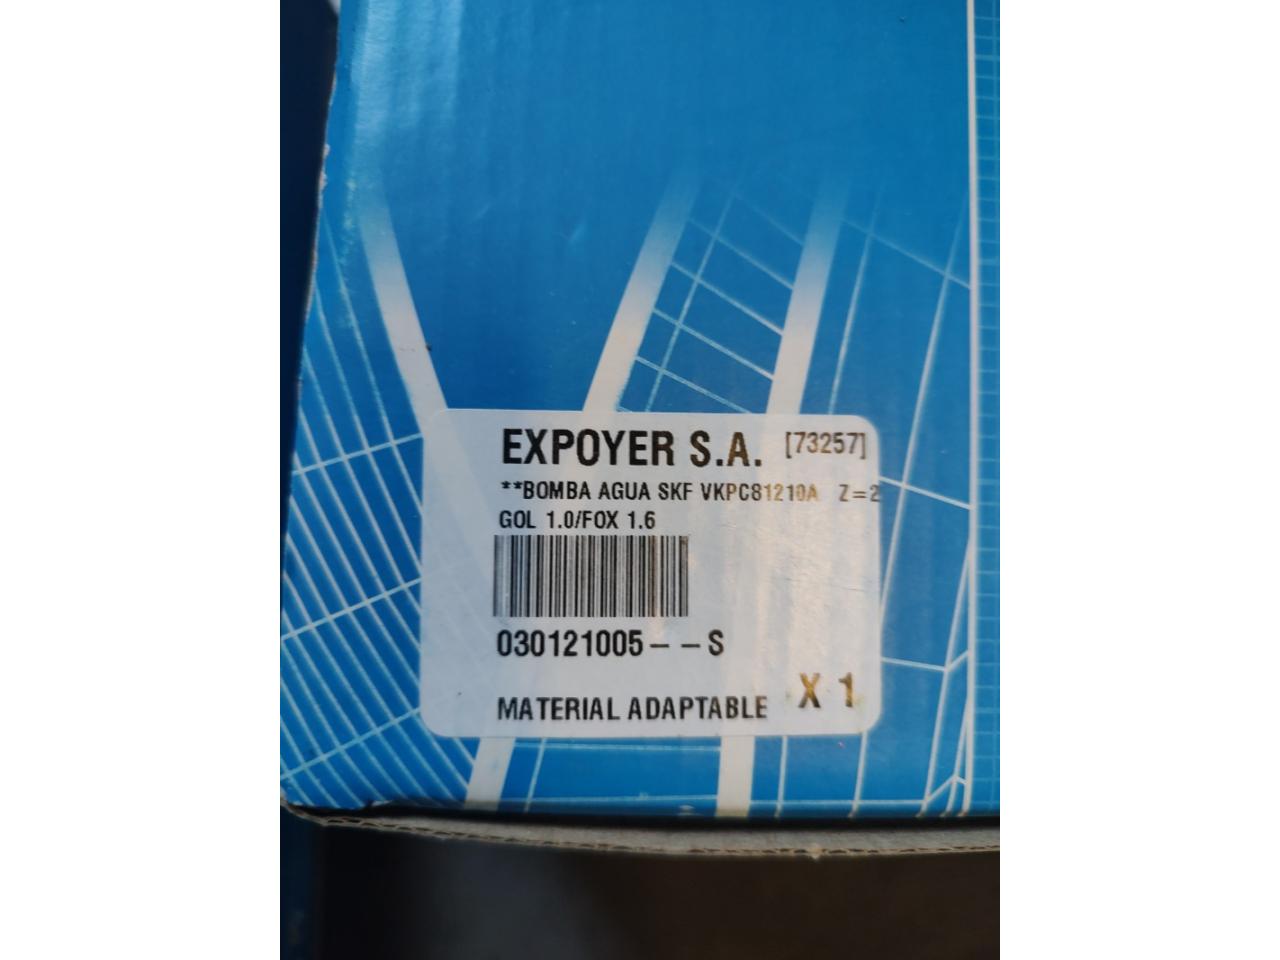 EXPOYER S.A. [73257]
**BOMBA AGUA SKF VKPC81210A Z=2
GOL 1.0/FOX 1.6
030121005- -S
MATERIAL ADAPTABLE X 1